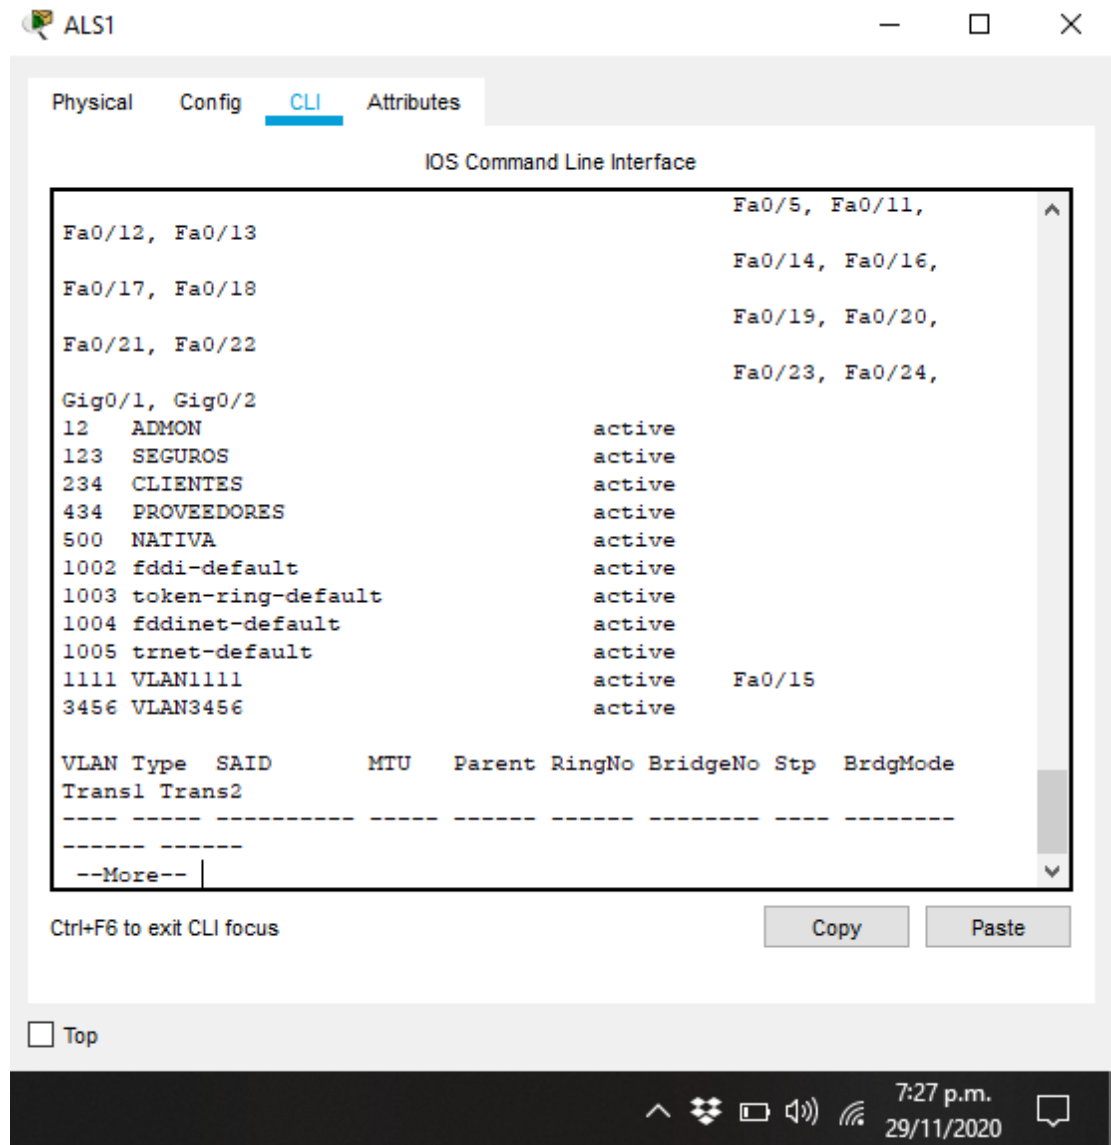 ALS1
Physical Config CLI Attributes
IOS Command Line Interface
Fa0/5, Fa0/11,
Fa0/12, Fa0/13
Fa0/14, Fa0/16,
Fa0/17, Fa0/18
Fa0/19, Fa0/20,
Fa0/21, Fa0/22
Fa0/23, Fa0/24,
Gig0/1, Gig0/2
12 ADMON active
123 SEGUROS active
234 CLIENTES active
434 PROVEEDORES active
500 NATIVA active
1002 fddi-default active
1003 token-ring-default active
1004 fddinet-default active
1005 trnet-default active
1111 VLAN1111 active Fa0/15
3456 VLAN3456 active
VLAN Type SAID MTU Parent RingNo BridgeNo Stp BrdgMode
Trans1 Trans2
---- ----- ---------- ----- ------ ------ -------- ---- --------
------ ------
--More--
Ctrl+F6 to exit CLI focus
Copy Paste
Top
7:27 p.m.
29/11/2020